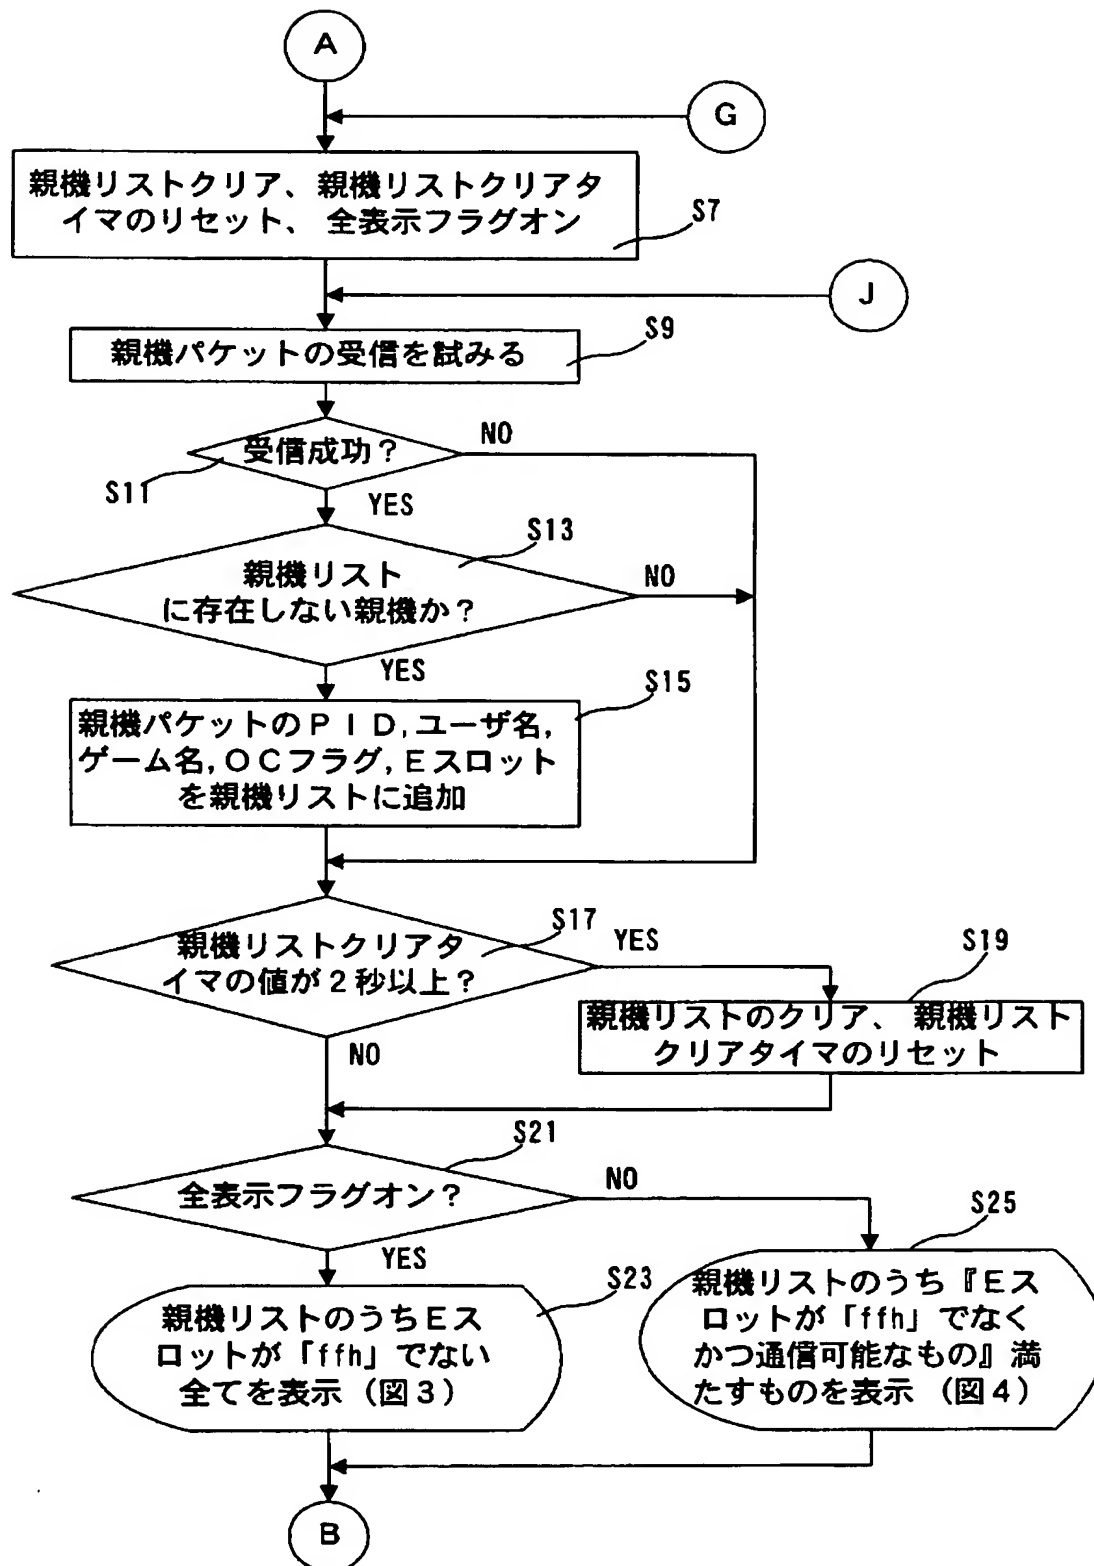 A
G
親機リストクリア、親機リストクリアタ
イマのリセット、全表示フラグオン
S7
J
S9
親機パケットの受信を試みる
受信成功？
NO
S11
YES
S13
親機リスト
に存在しない親機か？
NO
YES
S15
親機パケットのＰＩＤ,ユーザ名,
ゲーム名,ＯＣフラグ,Ｅスロット
を親機リストに追加
S17
親機リストクリアタ
イマの値が２秒以上？
YES
S19
親機リストのクリア、親機リスト
クリアタイマのリセット
NO
S21
全表示フラグオン？
NO
YES
S25
S23
親機リストのうちＥス
ロットが「ffh」でない
全てを表示（図３）
親機リストのうち『Ｅス
ロットが「ffh」でなく
かつ通信可能なもの』満
たすものを表示（図４）
B